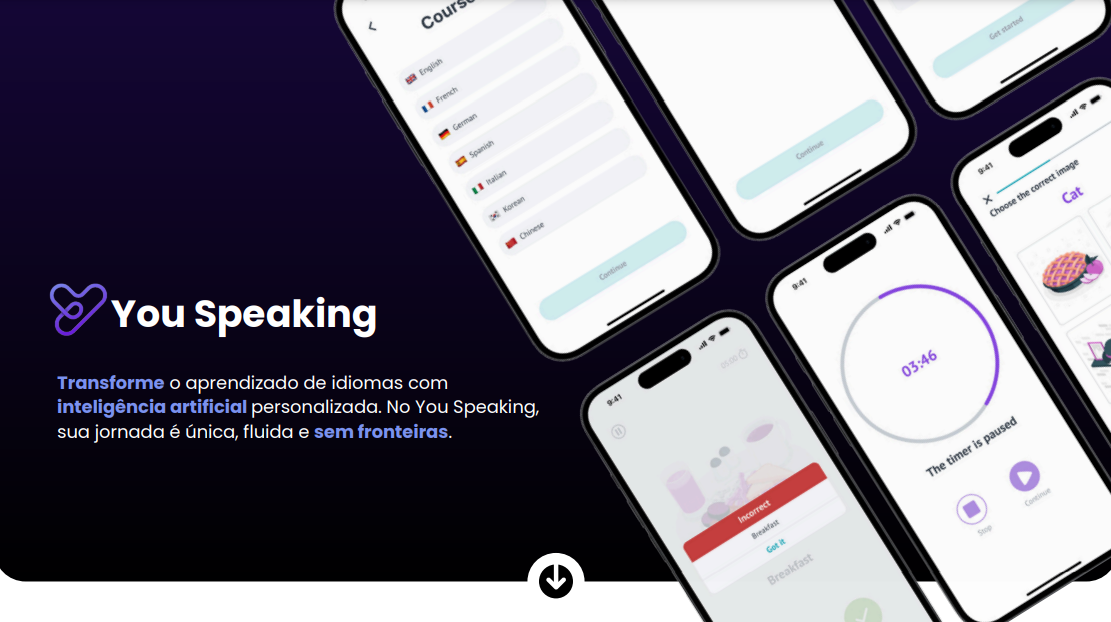 Course
English
French
German
Spanish
Italian
Korean
Chinese
Continue
Continue
Get started
9:41
Choose the correct image
Cat
9:41
03:46
The timer is paused
Stop
Continue
9:41
Incorrect
Breakfast
Got it
Breakfast
You Speaking
Transforme o aprendizado de idiomas com
inteligência artificial personalizada. No You Speaking,
sua jornada é única, fluida e sem fronteiras.